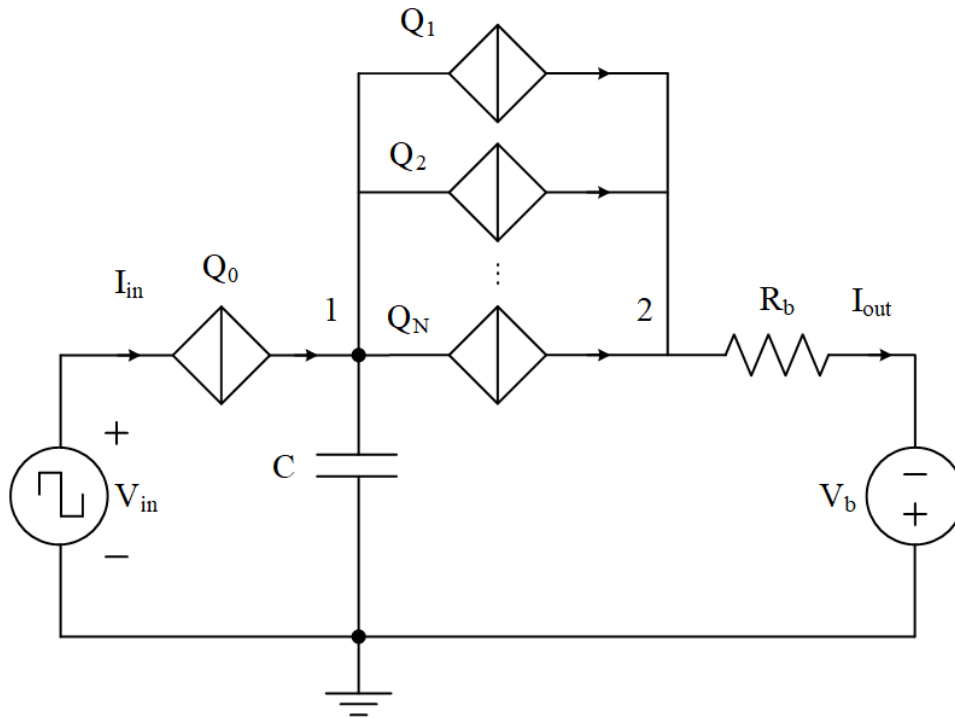 Q1
Q2
⋮
Iin
Q0
1
QN
2
Rb
Iout
+
Vin
−
C
Vb
−
+